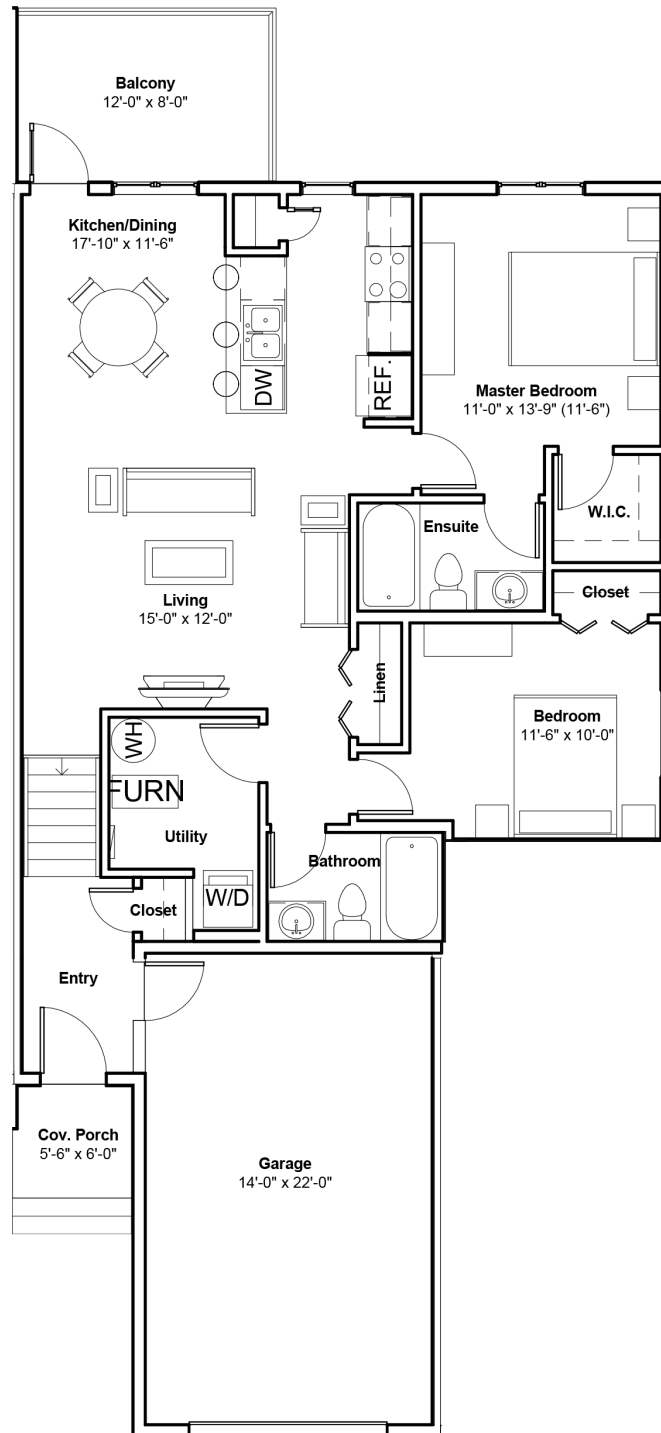 Balcony
12'-0" x 8'-0"
Kitchen/Dining
17'-10" x 11'-6"
DW
REF.
Master Bedroom
11'-0" x 13'-9" (11'-6")
W.I.C.
Ensuite
Closet
Living
15'-0" x 12'-0"
Linen
Bedroom
11'-6" x 10'-0"
WH
FURN
Utility
Bathroom
W/D
Closet
Entry
Cov. Porch
5'-6" x 6'-0"
Garage
14'-0" x 22'-0"